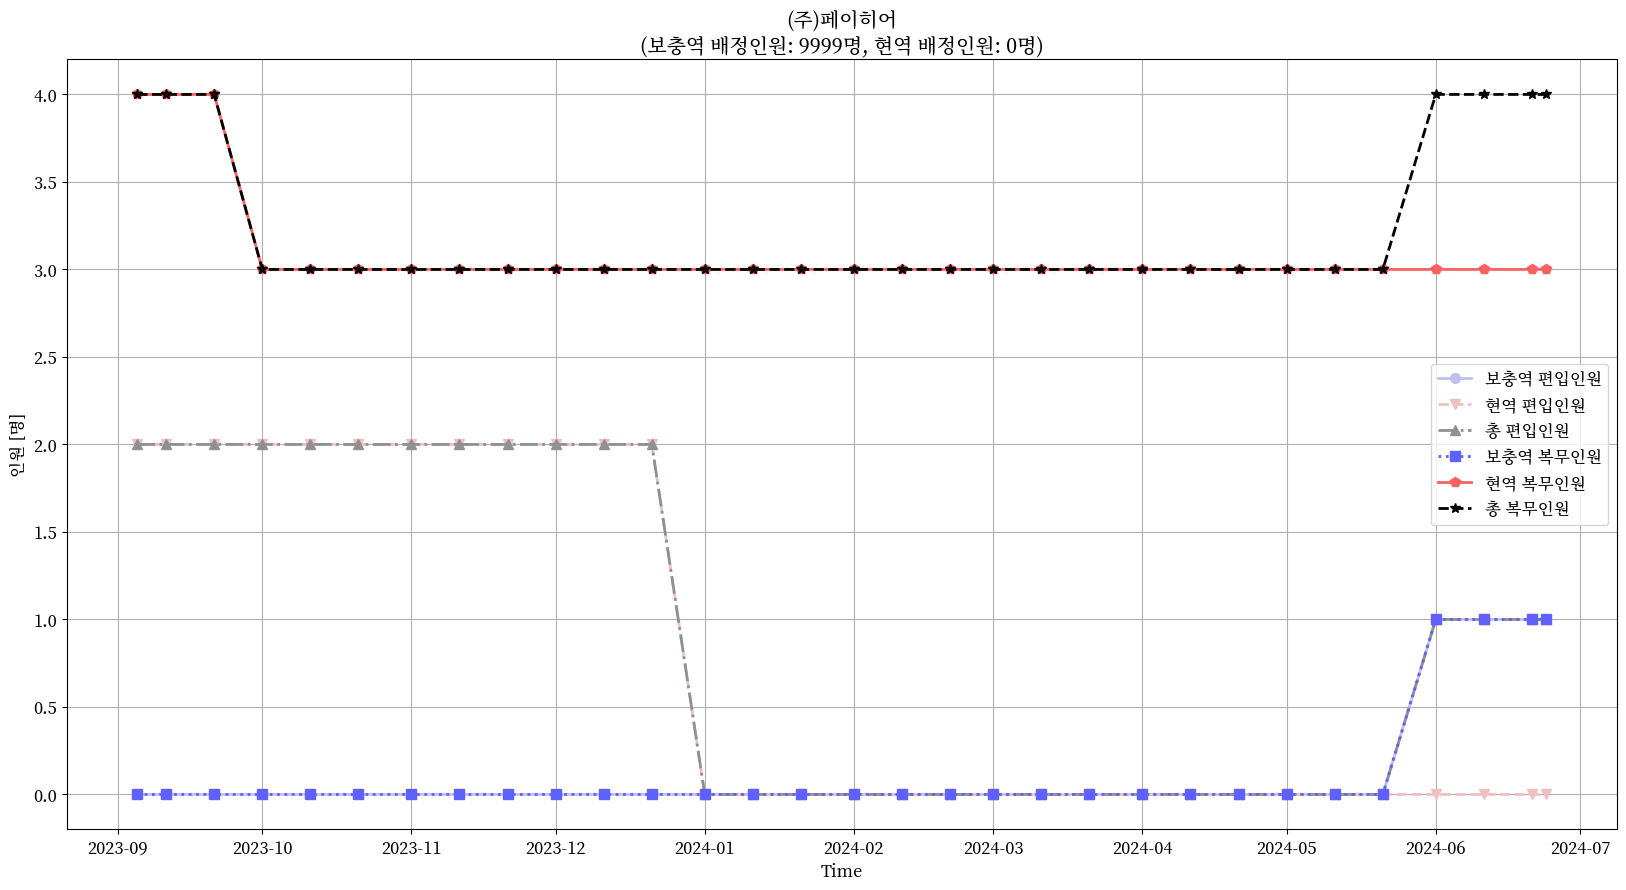 (주)페이히어
(보충역 배정인원: 9999명, 현역 배정인원: 0명)
4.0
3.5
3.0
2.5
2.0
1.5
1.0
0.5
0.0
인원 [명]
보충역 편입인원
현역 편입인원
총 편입인원
보충역 복무인원
현역 복무인원
총 복무인원
2023-09 2023-10 2023-11 2023-12 2024-01 2024-02 2024-03 2024-04 2024-05 2024-06 2024-07
Time